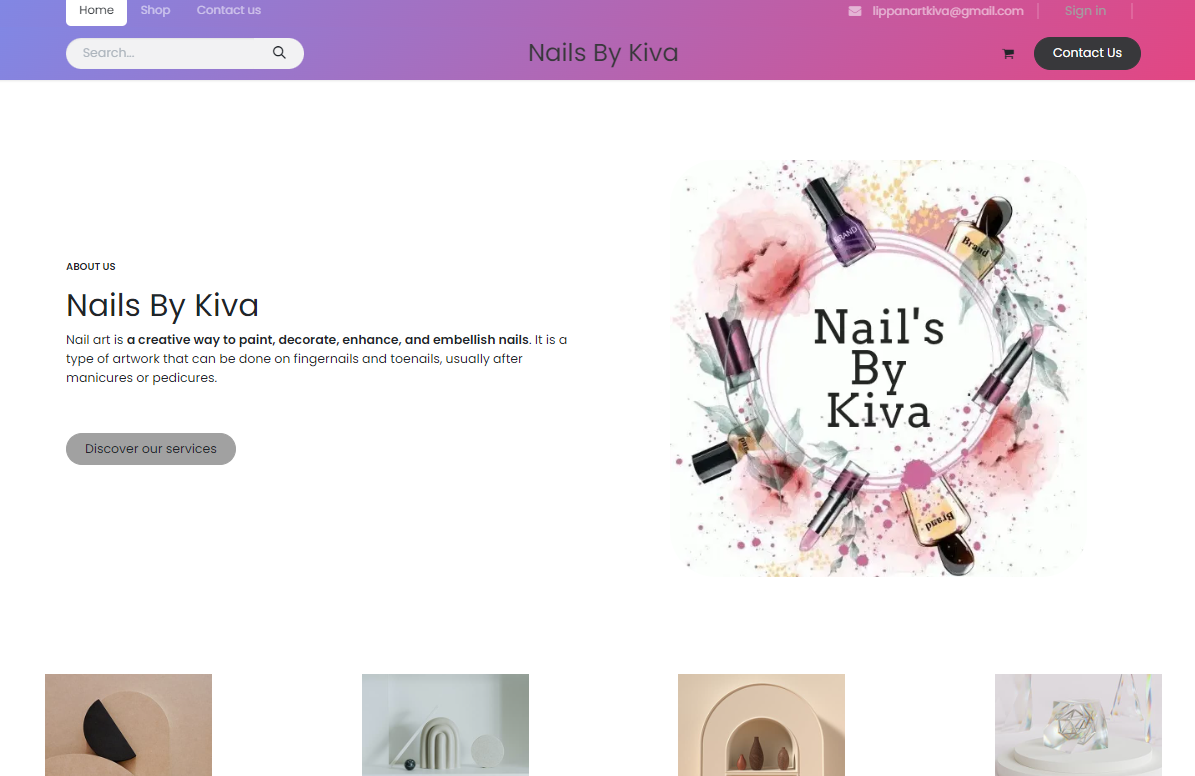 Home Shop Contact us lippanartkiva@gmail.com Sign in
Search... Nails By Kiva Contact Us
ABOUT US
Nails By Kiva
Nail art is a creative way to paint, decorate, enhance, and embellish nails. It is a
type of artwork that can be done on fingernails and toenails, usually after
manicures or pedicures.
Discover our services
BRAND
Brand
Nail's
By
Kiva
Brand